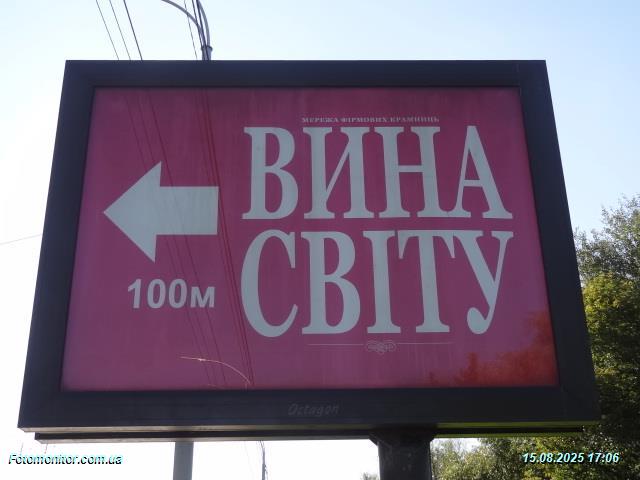 МЕРЕЖА ФІРМОВИХ КРАМНИЦЬ
ВИНА
СВІТУ
100м
Octagon
Fotomonitor.com.ua
15.08.2025 17:06